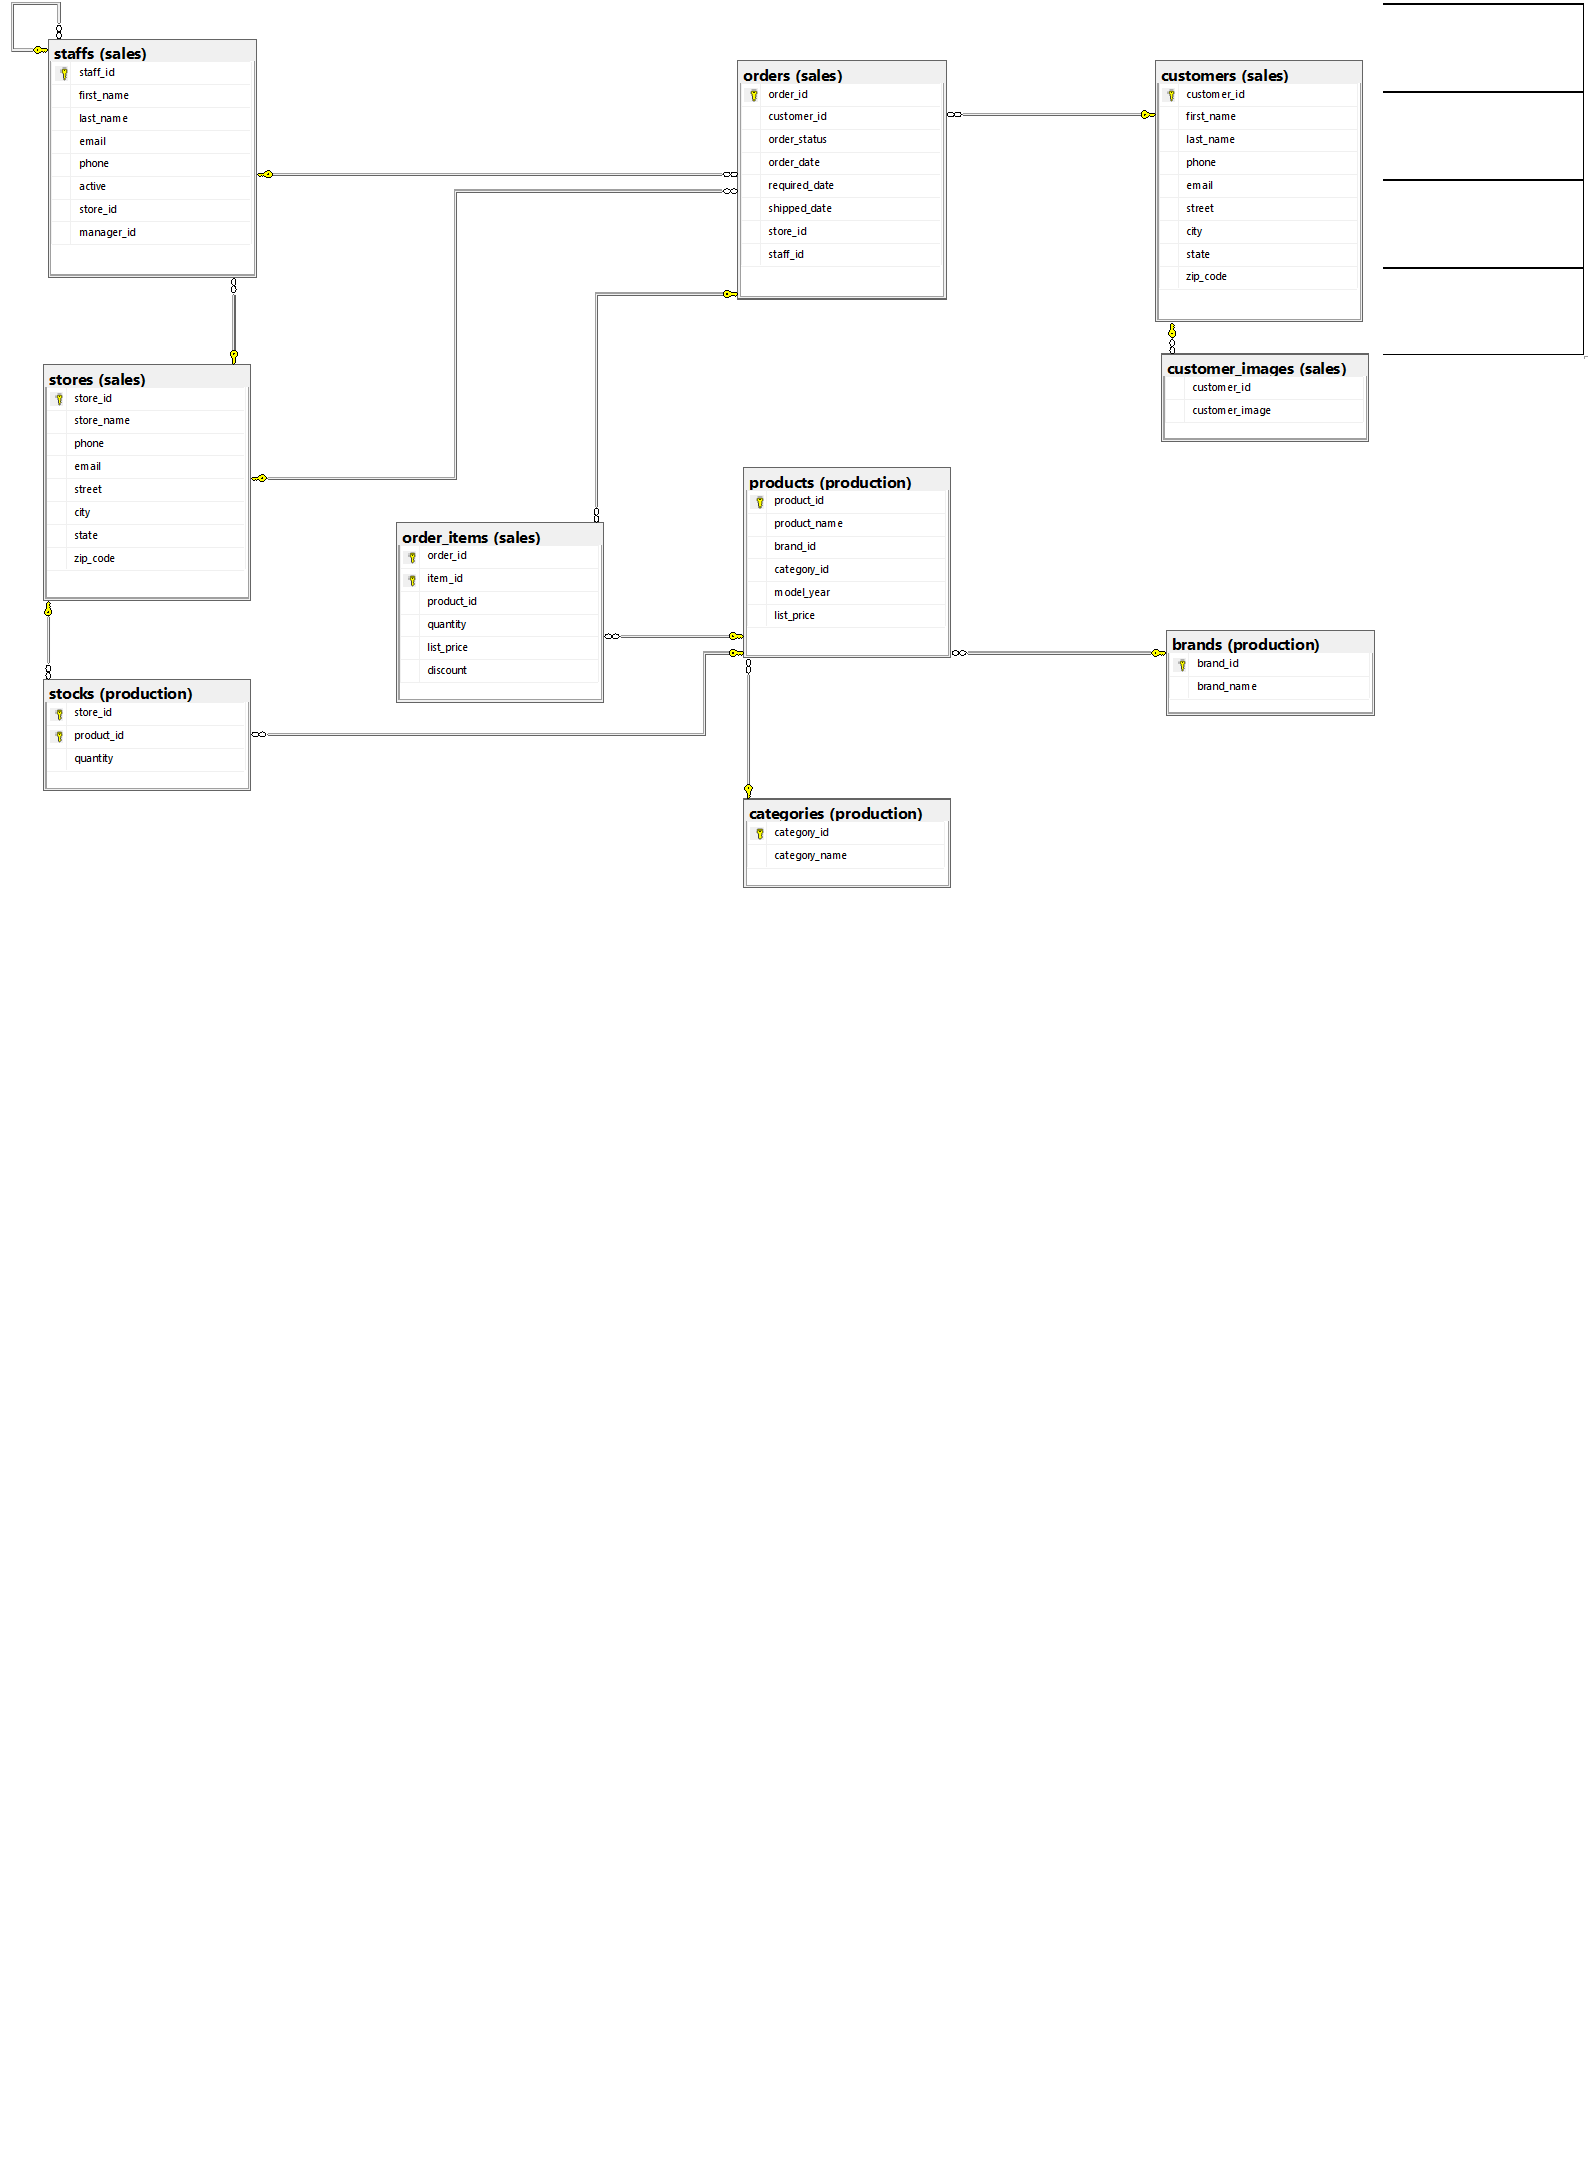 staffs (sales)
staff_id
first_name
last_name
email
phone
active
store_id
manager_id
orders (sales)
order_id
customer_id
order_status
order_date
required_date
shipped_date
store_id
staff_id
customers (sales)
customer_id
first_name
last_name
phone
email
street
city
state
zip_code
customer_images (sales)
customer_id
customer_image
stores (sales)
store_id
store_name
phone
email
street
city
state
zip_code
order_items (sales)
order_id
item_id
product_id
quantity
list_price
discount
products (production)
product_id
product_name
brand_id
category_id
model_year
list_price
brands (production)
brand_id
brand_name
stocks (production)
store_id
product_id
quantity
categories (production)
category_id
category_name